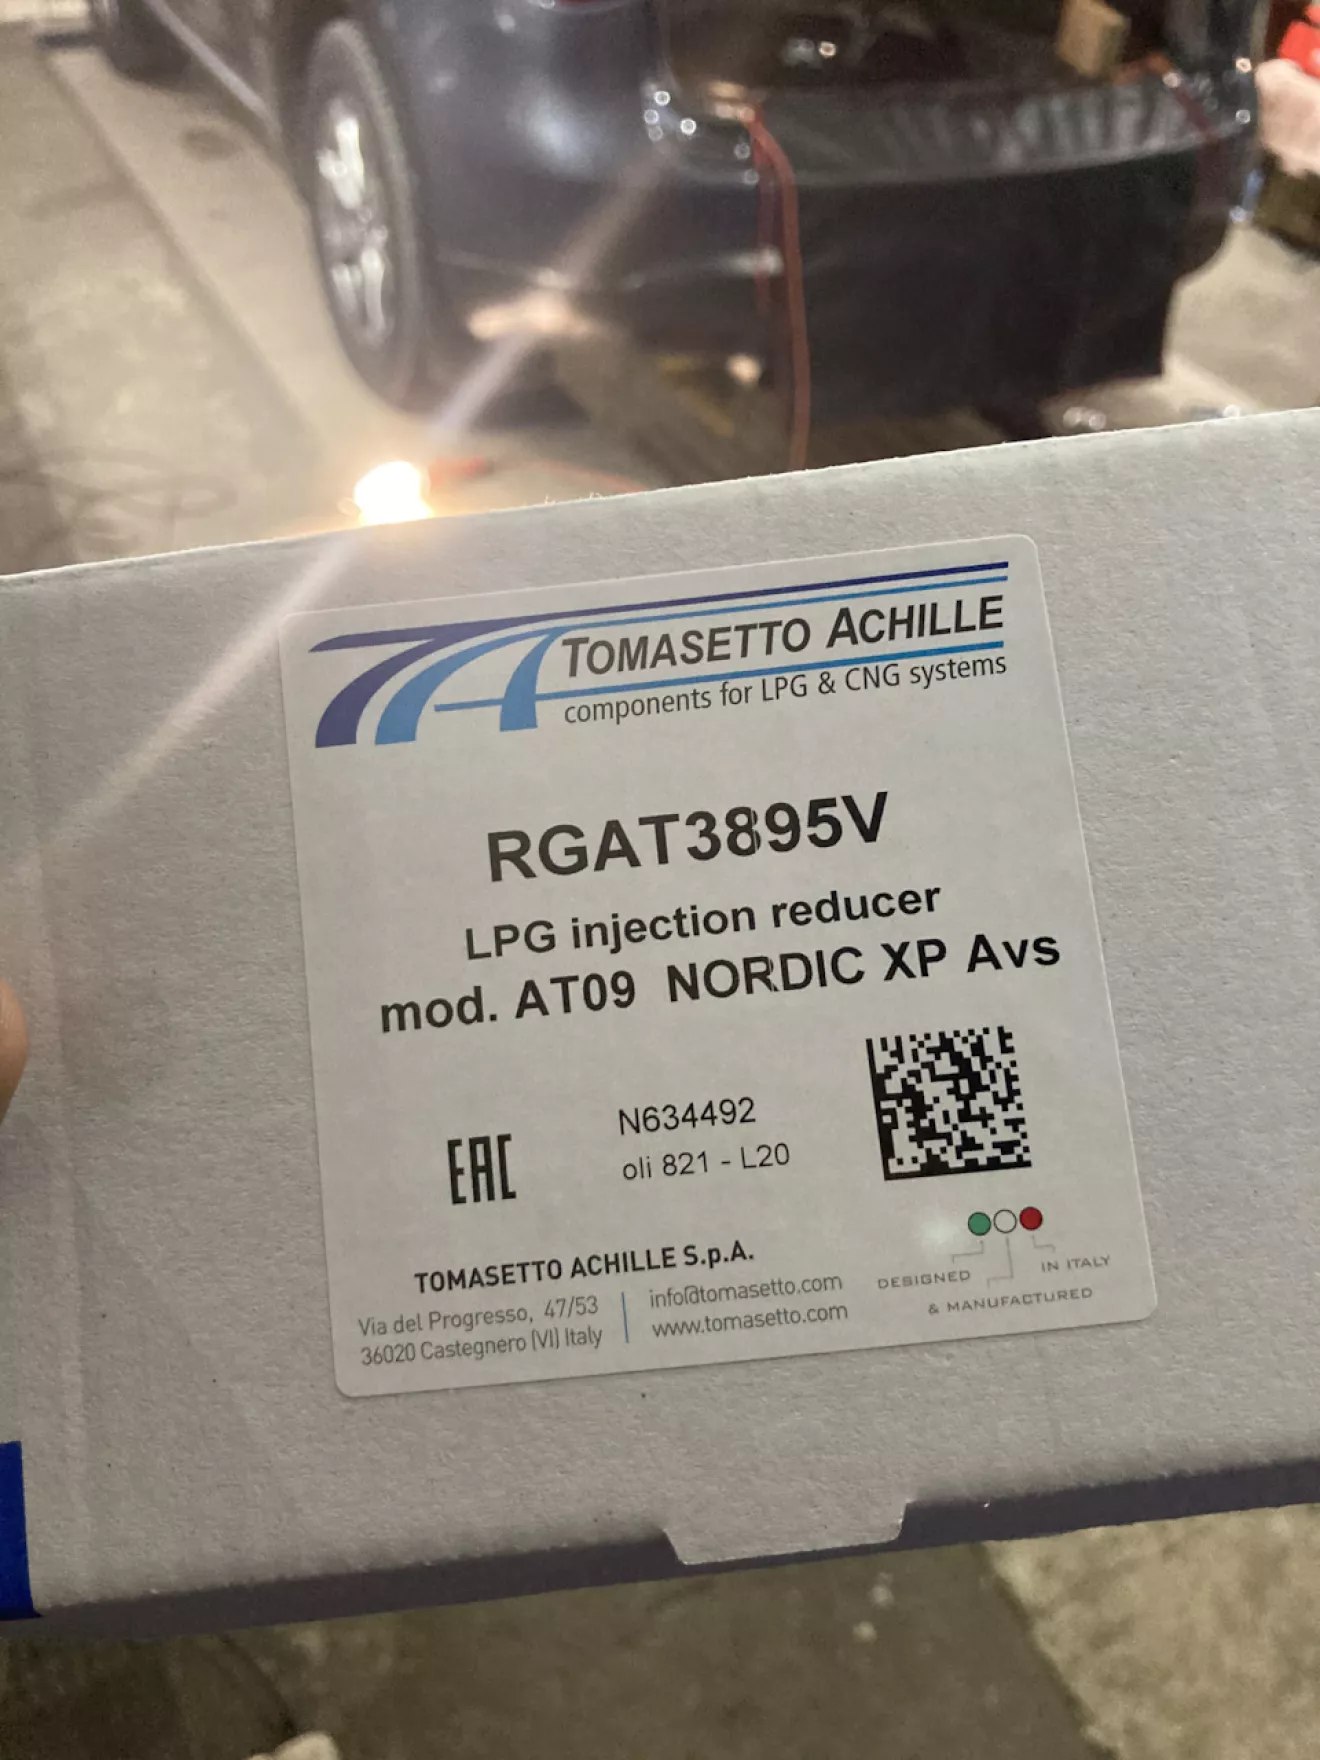 TOMASETTO ACHILLE
components for LPG & CNG systems
RGAT3895V
LPG injection reducer
mod. AT09 NORDIC XP Avs
N634492
oli 821 - L20
EAC
TOMASETTO ACHILLE S.p.A.
Via del Progresso, 47/53
36020 Castegnero (VI) Italy
info@tomasetto.com
www.tomasetto.com
DESIGNED
& MANUFACTURED
IN ITALY